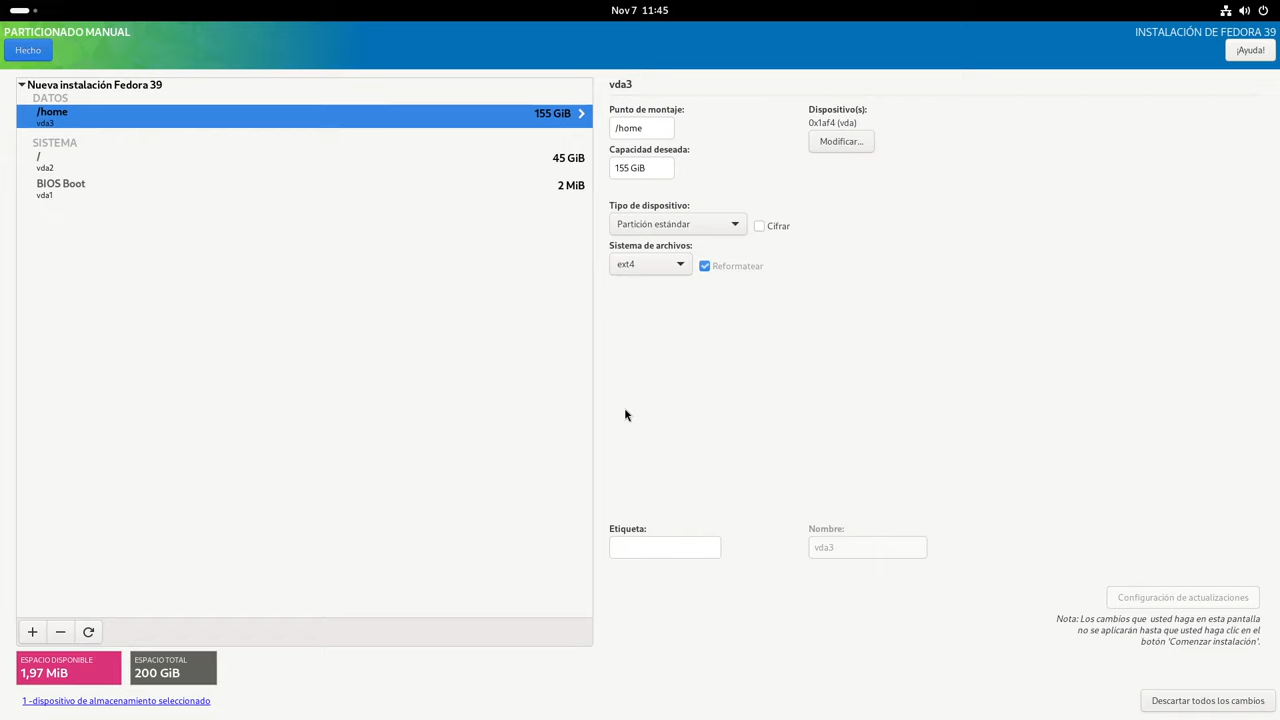 Nov 7 11:45
PARTICIONADO MANUAL
INSTALACIÓN DE FEDORA 39
Hecho
¡Ayuda!
Nueva instalación Fedora 39
DATOS
/home
155 GiB
vda3
SISTEMA
/
45 GiB
vda2
BIOS Boot
2 MiB
vda1
vda3
Punto de montaje:
Dispositivo(s):
/home
0x1af4 (vda)
Modificar...
Capacidad deseada:
155 GiB
Tipo de dispositivo:
Partición estándar
Cifrar
Sistema de archivos:
ext4
Reformatear
Etiqueta:
Nombre:
vda3
Configuración de actualizaciones
Nota: Los cambios que usted haga en esta pantalla
no se aplicarán hasta que usted haga clic en el
botón 'Comenzar instalación'.
ESPACIO DISPONIBLE
1,97 MiB
ESPACIO TOTAL
200 GiB
1 -dispositivo de almacenamiento seleccionado
Descartar todos los cambios